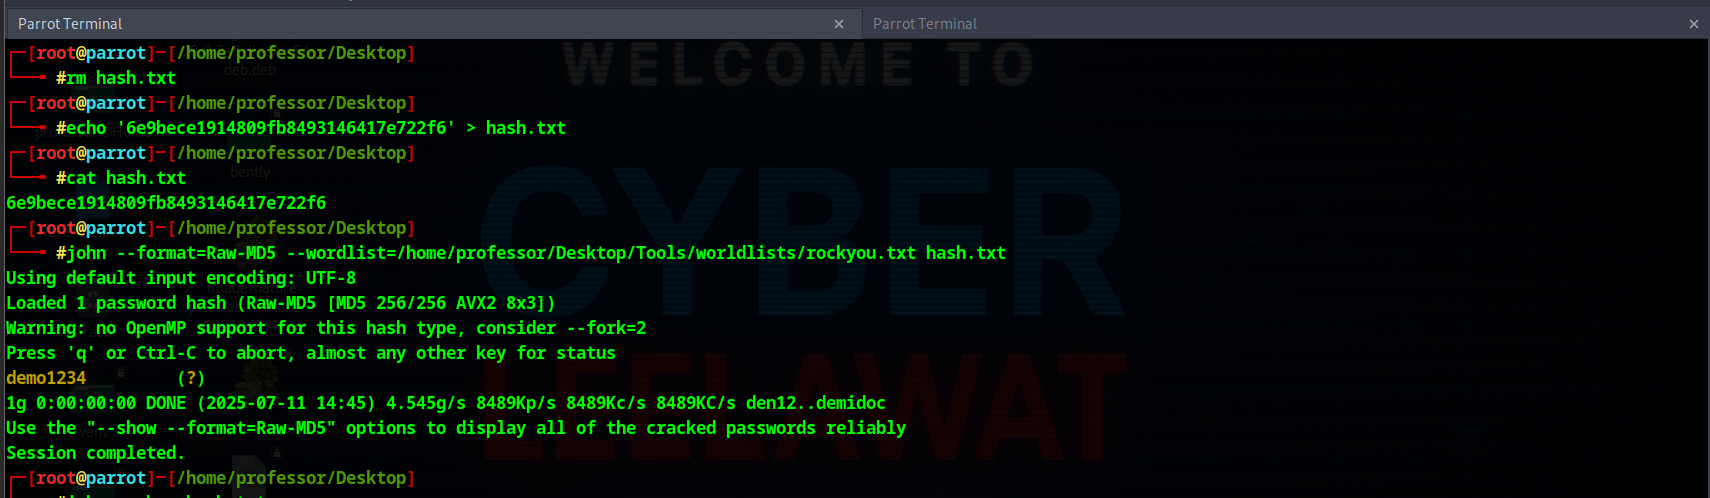 Parrot Terminal
Parrot Terminal
[root@parrot]─[/home/professor/Desktop]
#rm hash.txt
[root@parrot]─[/home/professor/Desktop]
#echo '6e9bece1914809fb8493146417e722f6' > hash.txt
[root@parrot]─[/home/professor/Desktop]
#cat hash.txt
6e9bece1914809fb8493146417e722f6
[root@parrot]─[/home/professor/Desktop]
#john --format=Raw-MD5 --wordlist=/home/professor/Desktop/Tools/worldlists/rockyou.txt hash.txt
Using default input encoding: UTF-8
Loaded 1 password hash (Raw-MD5 [MD5 256/256 AVX2 8x3])
Warning: no OpenMP support for this hash type, consider --fork=2
Press 'q' or Ctrl-C to abort, almost any other key for status
demo1234 (?)
1g 0:00:00:00 DONE (2025-07-11 14:45) 4.545g/s 8489Kp/s 8489Kc/s 8489KC/s den12..demidoc
Use the "--show --format=Raw-MD5" options to display all of the cracked passwords reliably
Session completed.
[root@parrot]─[/home/professor/Desktop]
WELCOME TO
CYBER
LEELAWAT
deb.deb
bently